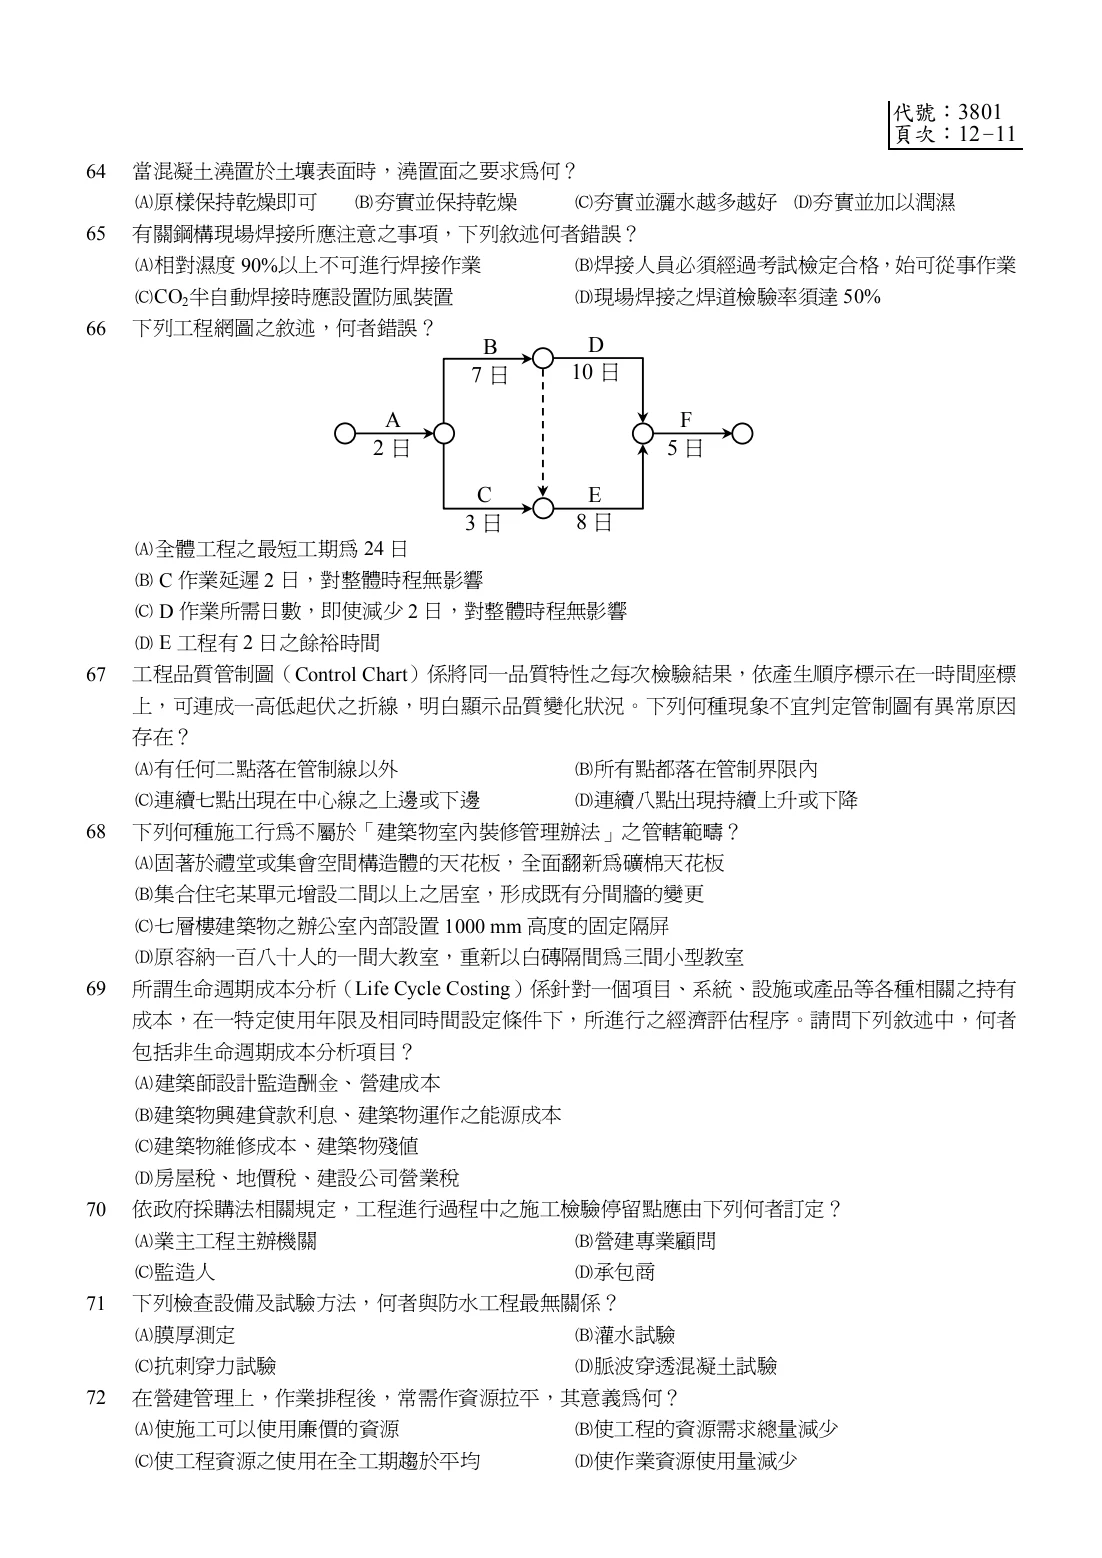 代號：3801
頁次：12-11
64 當混凝土澆置於土壤表面時，澆置面之要求為何？
(A)原樣保持乾燥即可 (B)夯實並保持乾燥 (C)夯實並灑水越多越好 (D)夯實並加以潤濕
65 有關鋼構現場焊接所應注意之事項，下列敘述何者錯誤？
(A)相對濕度 90%以上不可進行焊接作業 (B)焊接人員必須經過考試檢定合格，始可從事作業
(C)CO₂半自動焊接時應設置防風裝置 (D)現場焊接之焊道檢驗率須達 50%
66 下列工程網圖之敘述，何者錯誤？
B D
7 日 10 日
A F
2 日 5 日
C E
3 日 8 日
(A)全體工程之最短工期為 24 日
(B) C 作業延遲 2 日，對整體時程無影響
(C) D 作業所需日數，即使減少 2 日，對整體時程無影響
(D) E 工程有 2 日之餘裕時間
67 工程品質管制圖（Control Chart）係將同一品質特性之每次檢驗結果，依產生順序標示在一時間座標
上，可連成一高低起伏之折線，明白顯示品質變化狀況。下列何種現象不宜判定管制圖有異常原因
存在？
(A)有任何二點落在管制線以外 (B)所有點都落在管制界限內
(C)連續七點出現在中心線之上邊或下邊 (D)連續八點出現持續上升或下降
68 下列何種施工行為不屬於「建築物室內裝修管理辦法」之管轄範疇？
(A)固著於禮堂或集會空間構造體的天花板，全面翻新為礦棉天花板
(B)集合住宅某單元增設二間以上之居室，形成既有分間牆的變更
(C)七層樓建築物之辦公室內部設置 1000 mm 高度的固定隔屏
(D)原容納一百八十人的一間大教室，重新以白磚隔間為三間小型教室
69 所謂生命週期成本分析（Life Cycle Costing）係針對一個項目、系統、設施或產品等各種相關之持有
成本，在一特定使用年限及相同時間設定條件下，所進行之經濟評估程序。請問下列敘述中，何者
包括非生命週期成本分析項目？
(A)建築師設計監造酬金、營建成本
(B)建築物興建貸款利息、建築物運作之能源成本
(C)建築物維修成本、建築物殘值
(D)房屋稅、地價稅、建設公司營業稅
70 依政府採購法相關規定，工程進行過程中之施工檢驗停留點應由下列何者訂定？
(A)業主工程主辦機關 (B)營建專業顧問
(C)監造人 (D)承包商
71 下列檢查設備及試驗方法，何者與防水工程最無關係？
(A)膜厚測定 (B)灌水試驗
(C)抗刺穿力試驗 (D)脈波穿透混凝土試驗
72 在營建管理上，作業排程後，常需作資源拉平，其意義為何？
(A)使施工可以使用廉價的資源 (B)使工程的資源需求總量減少
(C)使工程資源之使用在全工期趨於平均 (D)使作業資源使用量減少